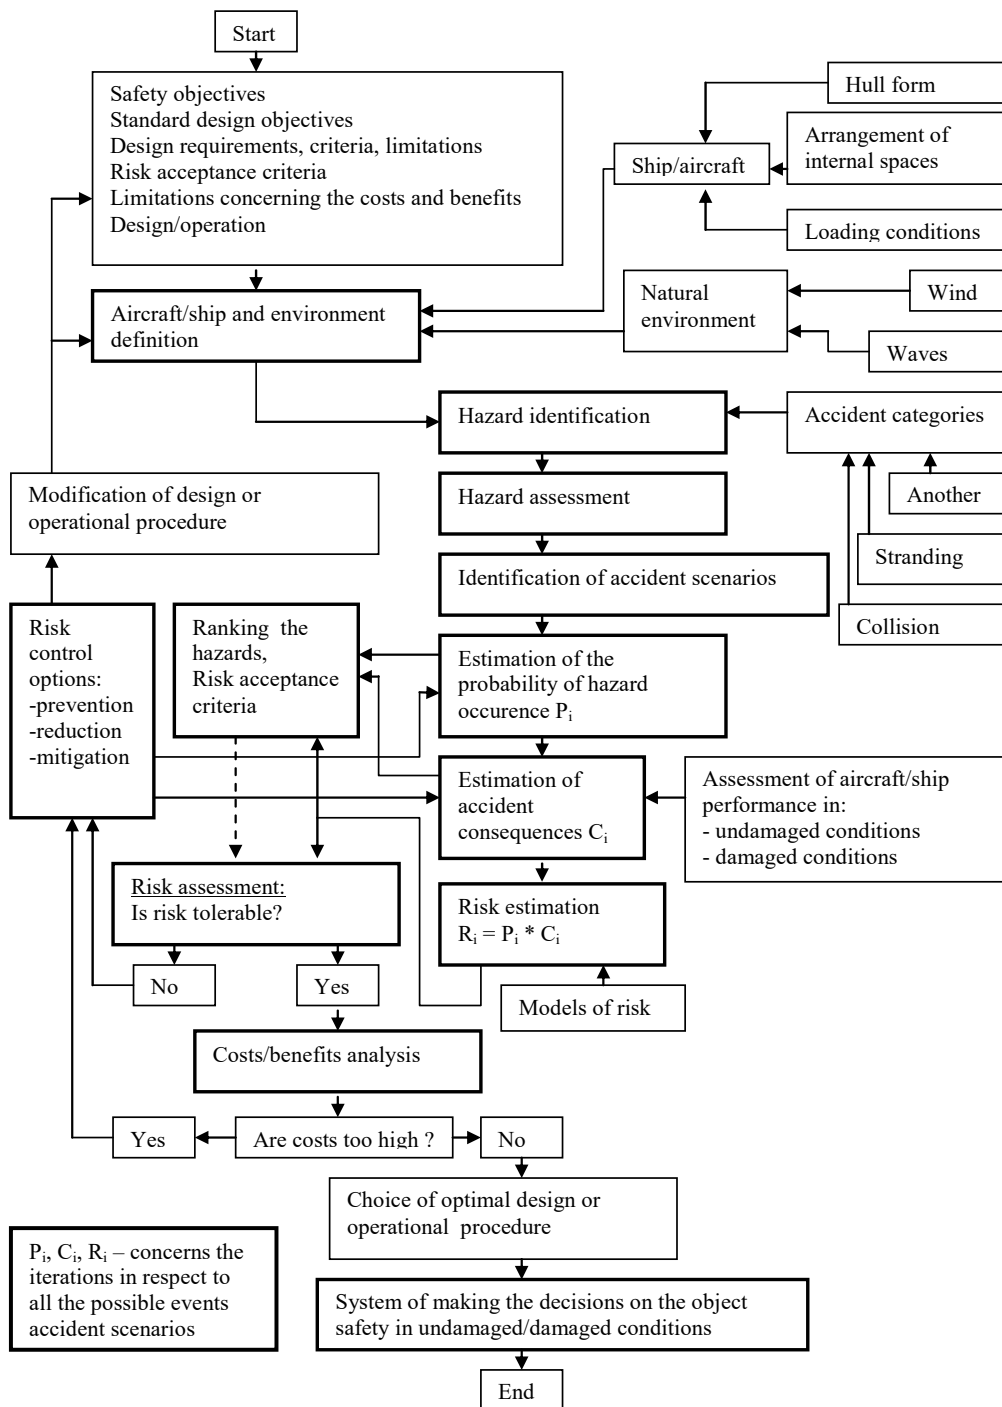 Start
Safety objectives
Standard design objectives
Design requirements, criteria, limitations
Risk acceptance criteria
Limitations concerning the costs and benefits
Design/operation
Hull form
Arrangement of
internal spaces
Ship/aircraft
Loading conditions
Aircraft/ship and environment
definition
Natural
environment
Wind
Waves
Hazard identification
Accident categories
Modification of design or
operational procedure
Hazard assessment
Another
Stranding
Identification of accident scenarios
Collision
Risk
control
options:
-prevention
-reduction
-mitigation
Ranking the
hazards,
Risk acceptance
criteria
Estimation of the
probability of hazard
occurence Pi
Estimation of
accident
consequences Ci
Assessment of aircraft/ship
performance in:
- undamaged conditions
- damaged conditions
Risk assessment:
Is risk tolerable?
Risk estimation
Ri = Pi * Ci
No
Yes
Models of risk
Costs/benefits analysis
Yes
Are costs too high ?
No
Choice of optimal design or
operational procedure
Pi, Ci, Ri – concerns the
iterations in respect to
all the possible events
accident scenarios
System of making the decisions on the object
safety in undamaged/damaged conditions
End